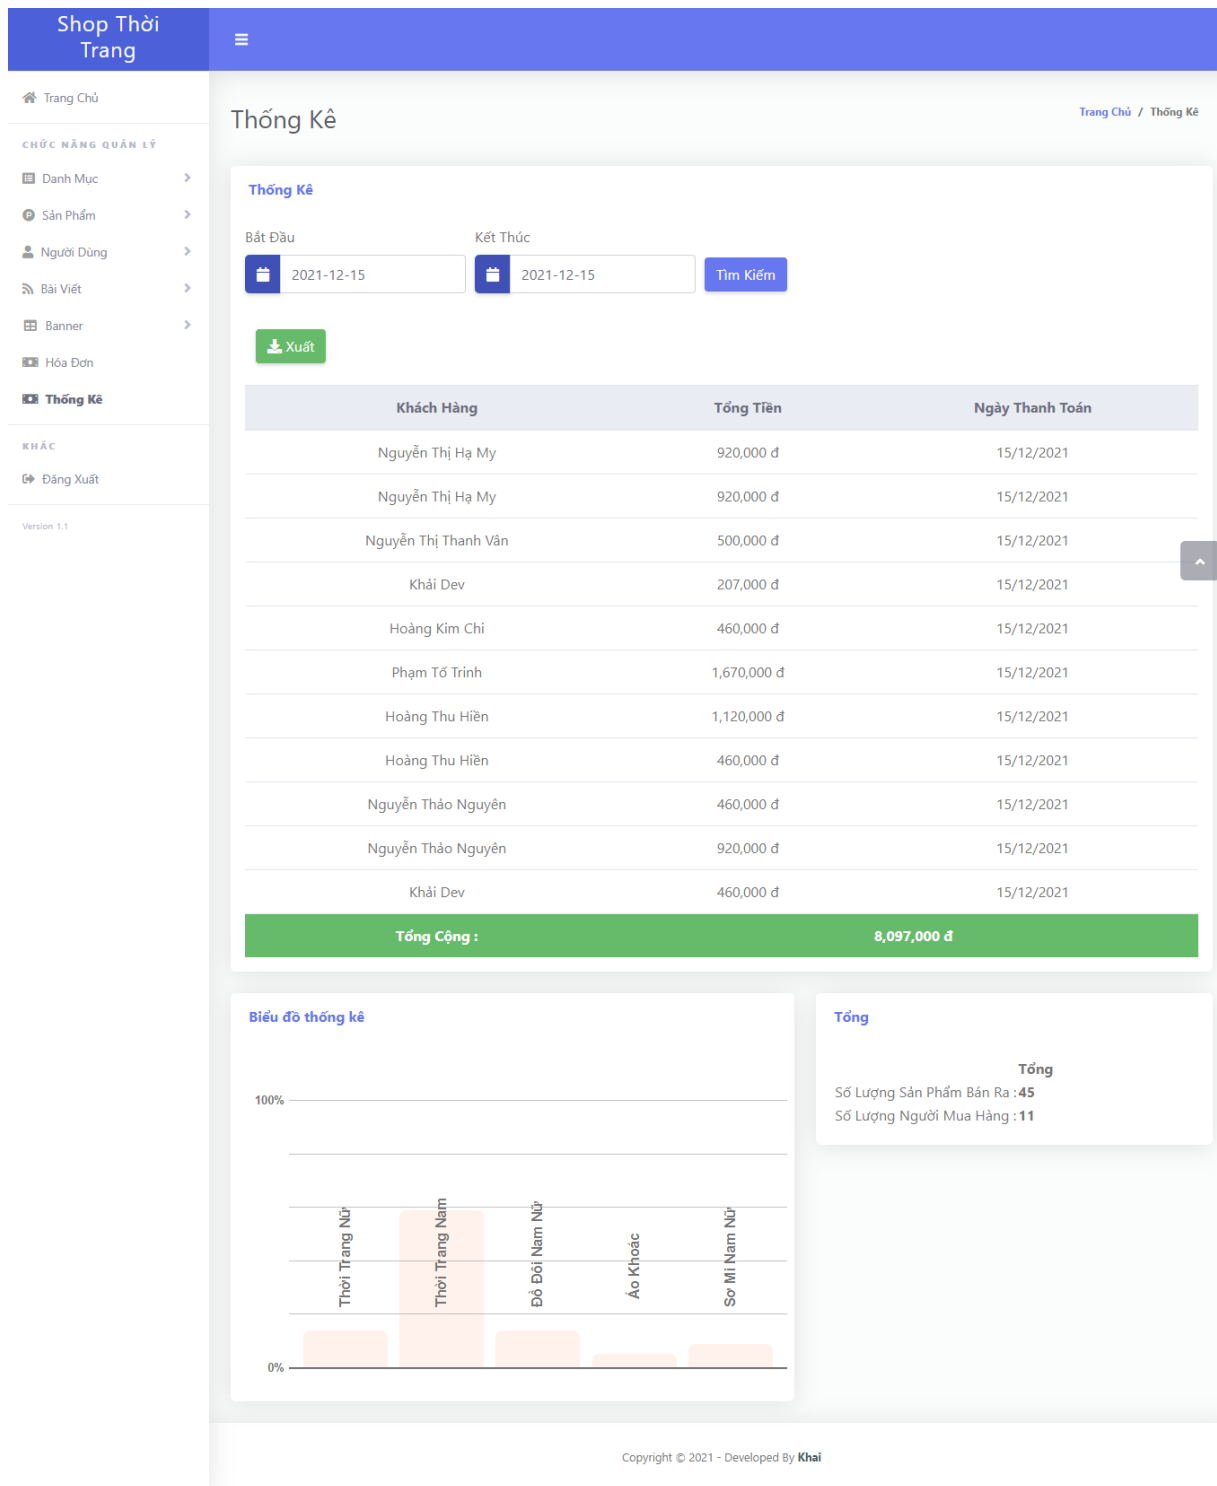 Shop Thời
Trang
Trang Chủ
CHỨC NĂNG QUẢN LÝ
Danh Mục
Sản Phẩm
Người Dùng
Bài Viết
Banner
Hóa Đơn
Thống Kê
KHÁC
Đăng Xuất
Version 1.1
Thống Kê
Trang Chủ / Thống Kê
Thống Kê
Bắt Đầu Kết Thúc
2021-12-15 2021-12-15 Tìm Kiếm
Xuất
Khách Hàng Tổng Tiền Ngày Thanh Toán
Nguyễn Thị Hạ My 920,000 đ 15/12/2021
Nguyễn Thị Hạ My 920,000 đ 15/12/2021
Nguyễn Thị Thanh Vân 500,000 đ 15/12/2021
Khải Dev 207,000 đ 15/12/2021
Hoàng Kim Chi 460,000 đ 15/12/2021
Phạm Tố Trinh 1,670,000 đ 15/12/2021
Hoàng Thu Hiền 1,120,000 đ 15/12/2021
Hoàng Thu Hiền 460,000 đ 15/12/2021
Nguyễn Thảo Nguyên 460,000 đ 15/12/2021
Nguyễn Thảo Nguyên 920,000 đ 15/12/2021
Khải Dev 460,000 đ 15/12/2021
Tổng Cộng : 8,097,000 đ
Biểu đồ thống kê
100%
0%
Thời Trang Nữ
Thời Trang Nam
Đồ Đôi Nam Nữ
Áo Khoác
Sơ Mi Nam Nữ
Tổng
Tổng
Số Lượng Sản Phẩm Bán Ra : 45
Số Lượng Người Mua Hàng : 11
Copyright © 2021 - Developed By Khai